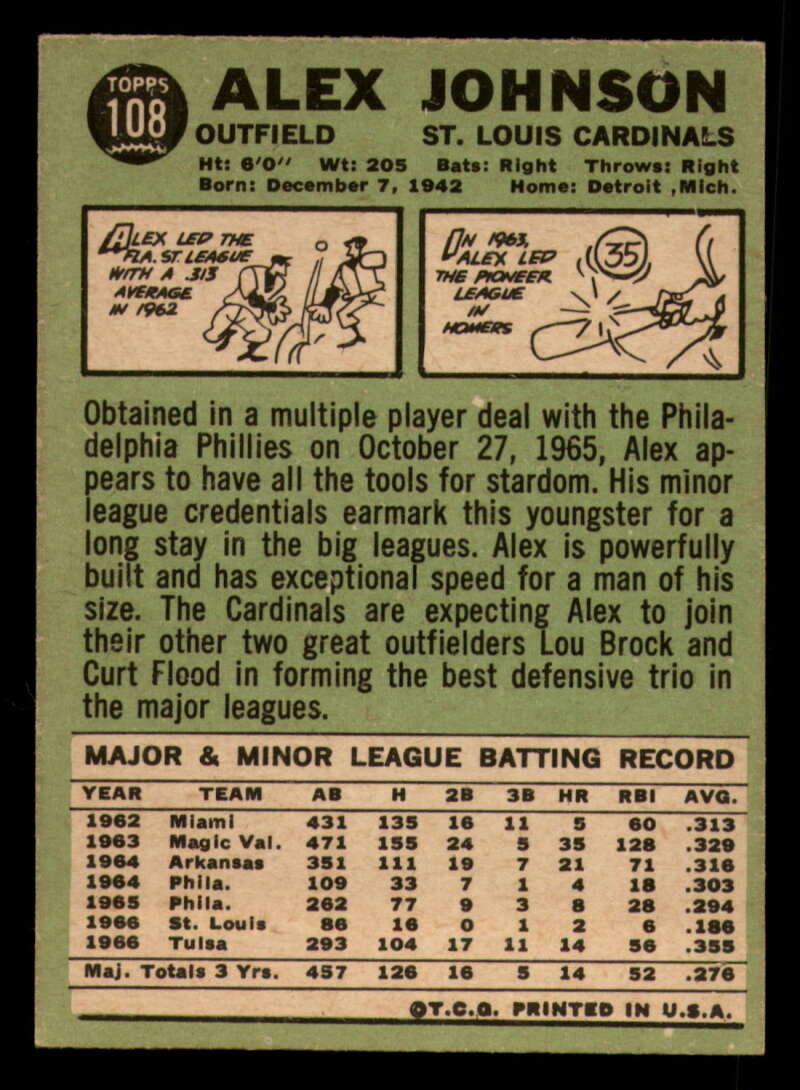 TOPPS
108
ALEX JOHNSON
OUTFIELD ST. LOUIS CARDINALS
Ht: 6'0" Wt: 205 Bats: Right Throws: Right
Born: December 7, 1942 Home: Detroit ,Mich.
ALEX LED THE
FLA. ST. LEAGUE
WITH A .313
AVERAGE
IN 1962
IN 1963,
ALEX LED
THE PIONEER
LEAGUE
IN
HOMERS
35
Obtained in a multiple player deal with the Phila-
delphia Phillies on October 27, 1965, Alex ap-
pears to have all the tools for stardom. His minor
league credentials earmark this youngster for a
long stay in the big leagues. Alex is powerfully
built and has exceptional speed for a man of his
size. The Cardinals are expecting Alex to join
their other two great outfielders Lou Brock and
Curt Flood in forming the best defensive trio in
the major leagues.
MAJOR & MINOR LEAGUE BATTING RECORD
YEAR TEAM AB H 2B 3B HR RBI AVG.
1962 Miami 431 135 16 11 5 60 .313
1963 Magic Val. 471 155 24 5 35 128 .329
1964 Arkansas 351 111 19 7 21 71 .316
1964 Phila. 109 33 7 1 4 18 .303
1965 Phila. 262 77 9 3 8 28 .294
1966 St. Louis 86 16 0 1 2 6 .186
1966 Tulsa 293 104 17 11 14 56 .355
Maj. Totals 3 Yrs. 457 126 16 5 14 52 .276
©T.C.G. PRINTED IN U.S.A.